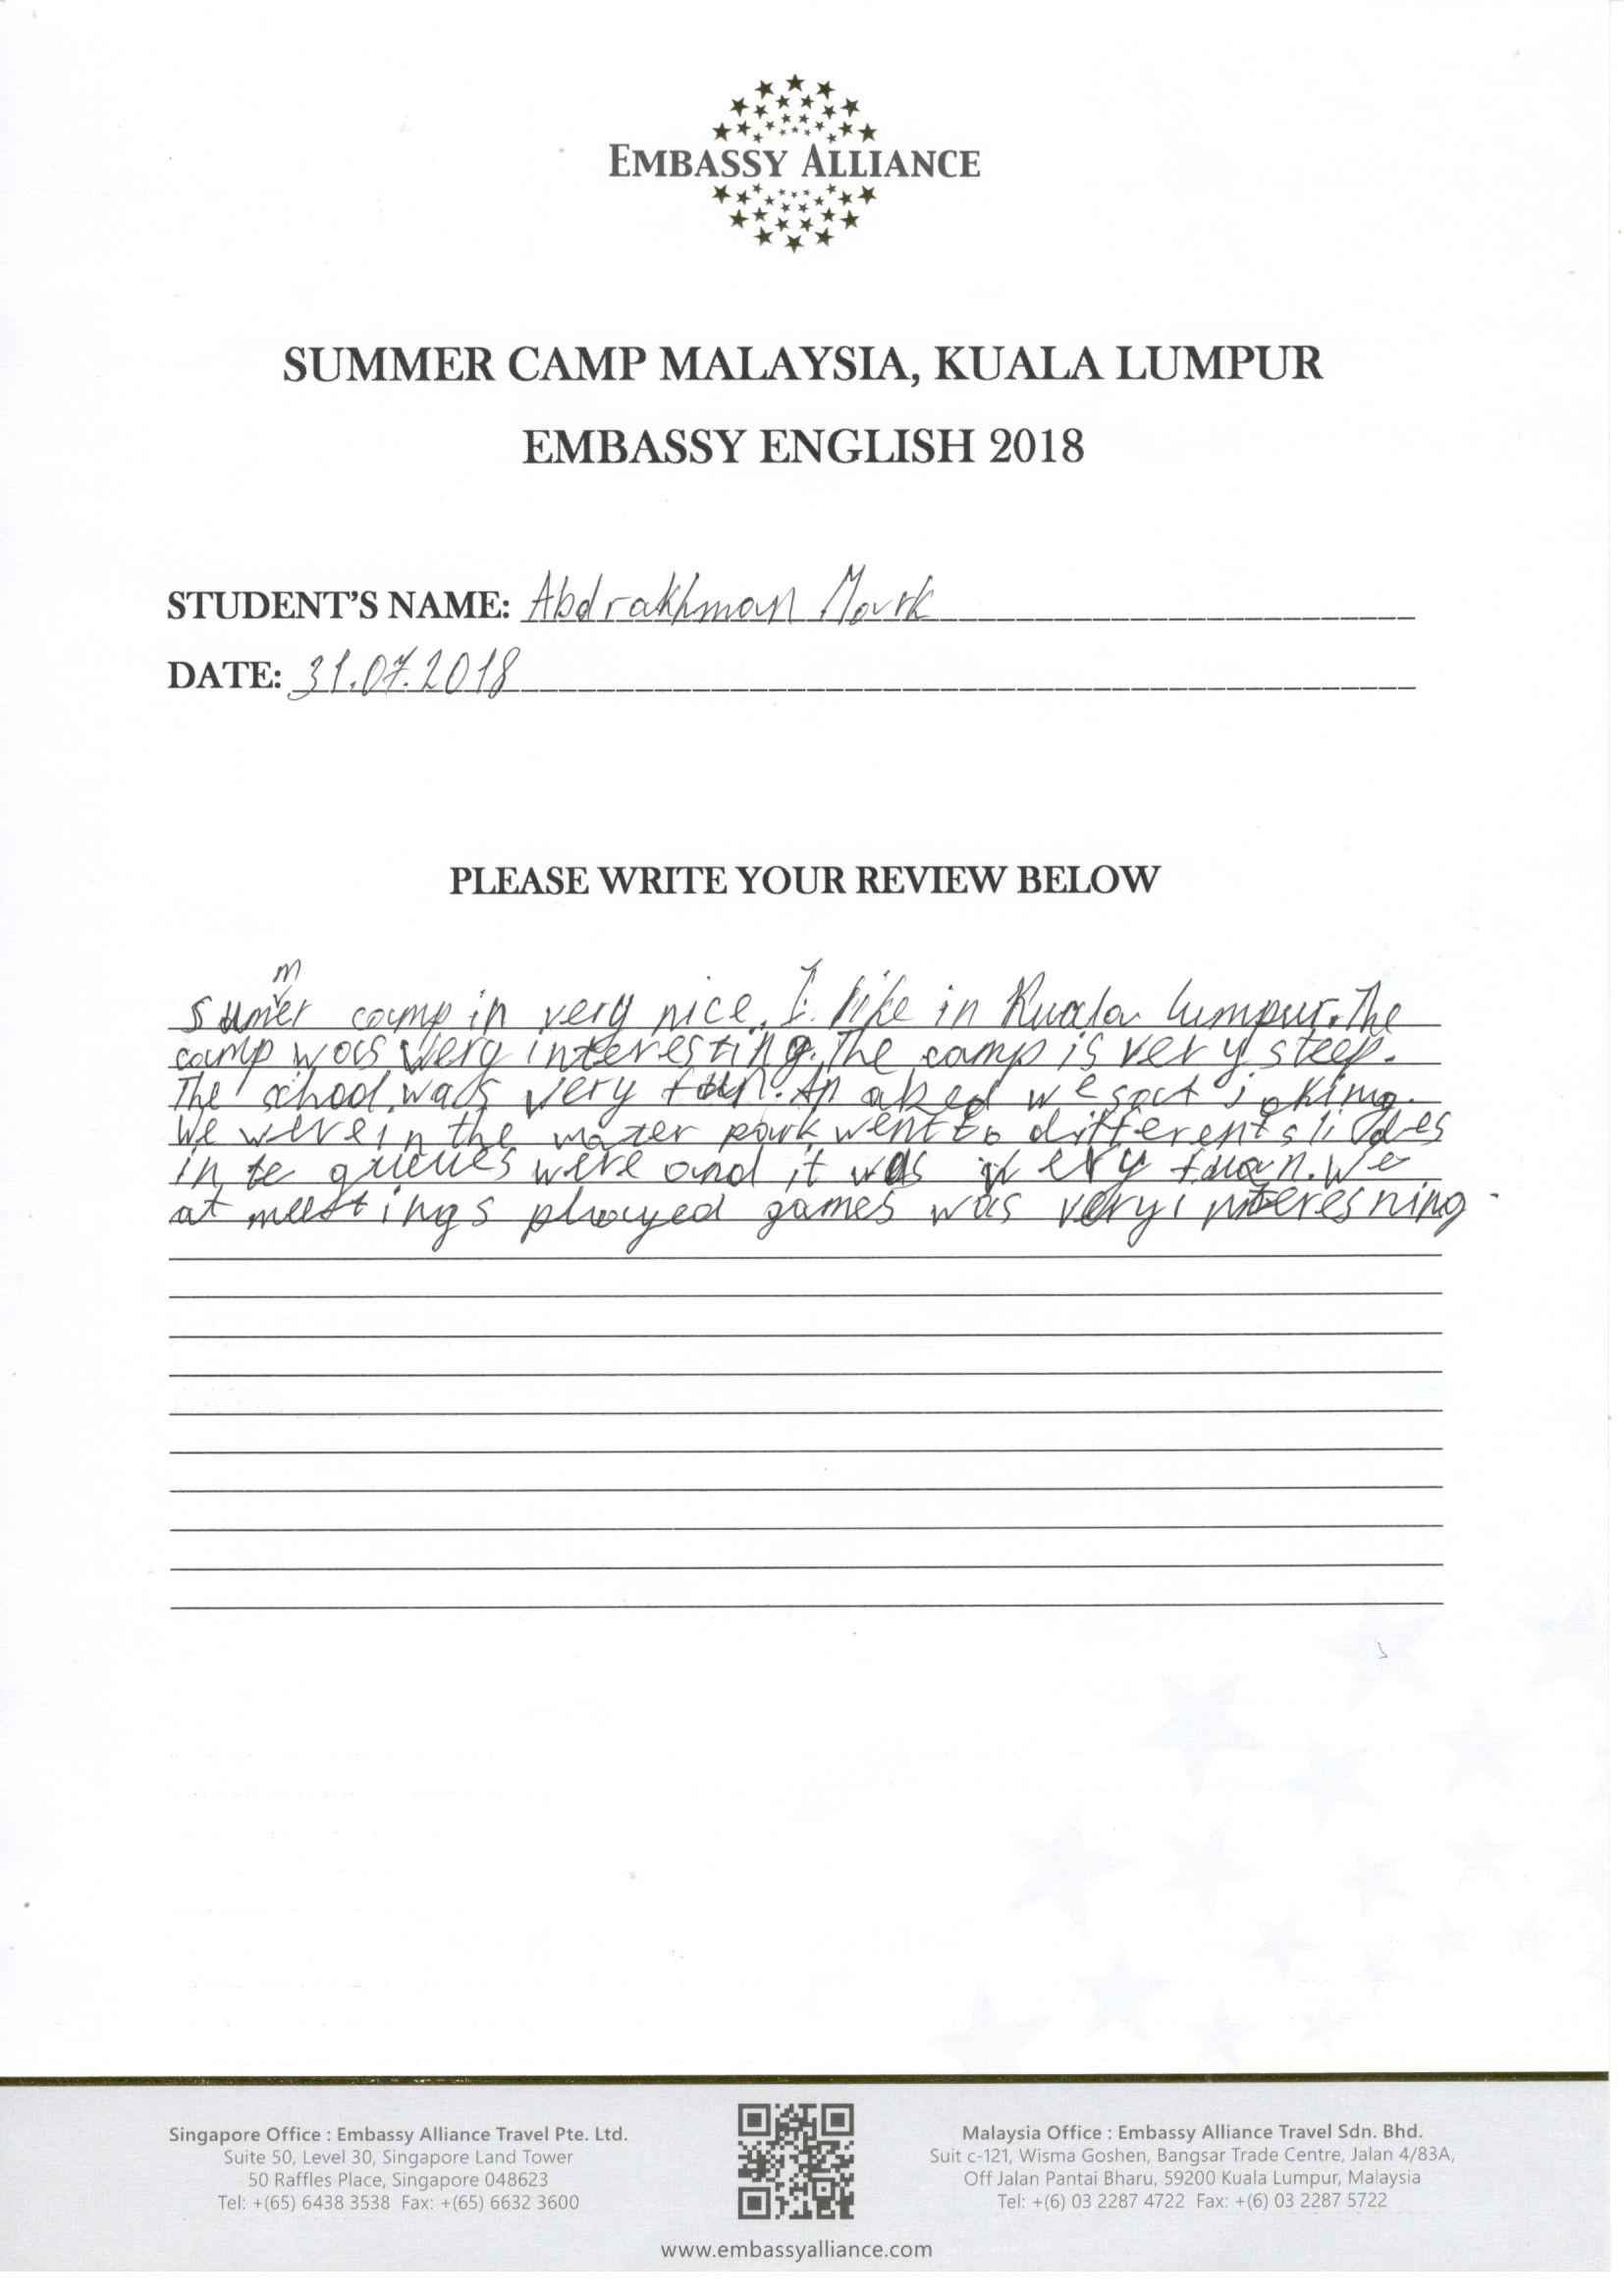 EMBASSY ALLIANCE
SUMMER CAMP MALAYSIA, KUALA LUMPUR
EMBASSY ENGLISH 2018
STUDENT'S NAME: Abdrakhman Mark
DATE: 31.07.2018
PLEASE WRITE YOUR REVIEW BELOW
Summer camp in very nice. I like in Kuala lumpur. The
camp was very interesting. The camp is very steep.
The school was very fun. we sat joking.
We were in the water park went to different slides
in te queues were and it was very fun. We
at meetings played games was very interesning.
Singapore Office : Embassy Alliance Travel Pte. Ltd.
Suite 50, Level 30, Singapore Land Tower
50 Raffles Place, Singapore 048623
Tel: +(65) 6438 3538 Fax: +(65) 6632 3600
Malaysia Office : Embassy Alliance Travel Sdn. Bhd.
Suit c-121, Wisma Goshen, Bangsar Trade Centre, Jalan 4/83A,
Off Jalan Pantai Bharu, 59200 Kuala Lumpur, Malaysia
Tel: +(6) 03 2287 4722 Fax: +(6) 03 2287 5722
www.embassyalliance.com